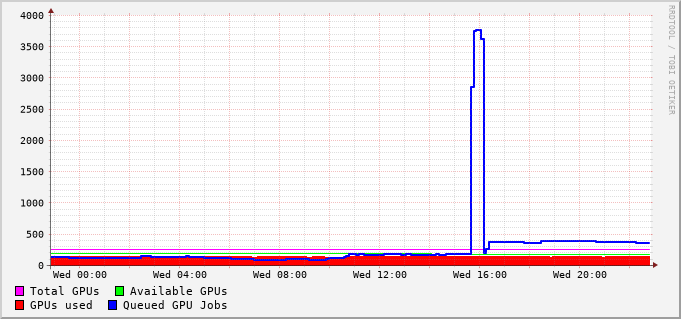 4000
3500
3000
2500
2000
1500
1000
500
0
Wed 00:00 Wed 04:00 Wed 08:00 Wed 12:00 Wed 16:00 Wed 20:00
Total GPUs Available GPUs
GPUs used Queued GPU Jobs
RRDTOOL / TOBI OETIKER